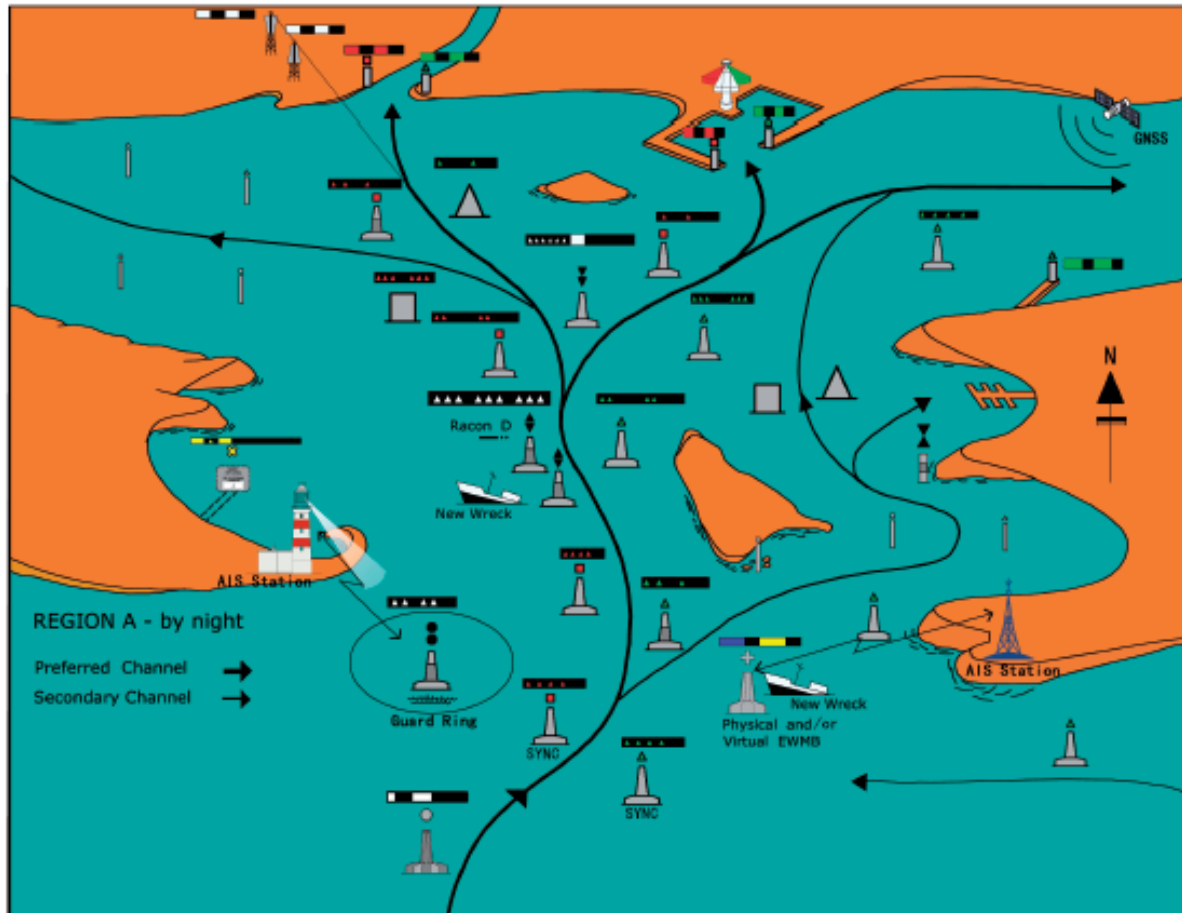 GNSS
N
Racon D
New Wreck
AIS Station
REGION A - by night
Preferred Channel
Secondary Channel
Guard Ring
SYNC
SYNC
New Wreck
Physical and/or
Virtual EWMB
AIS Station